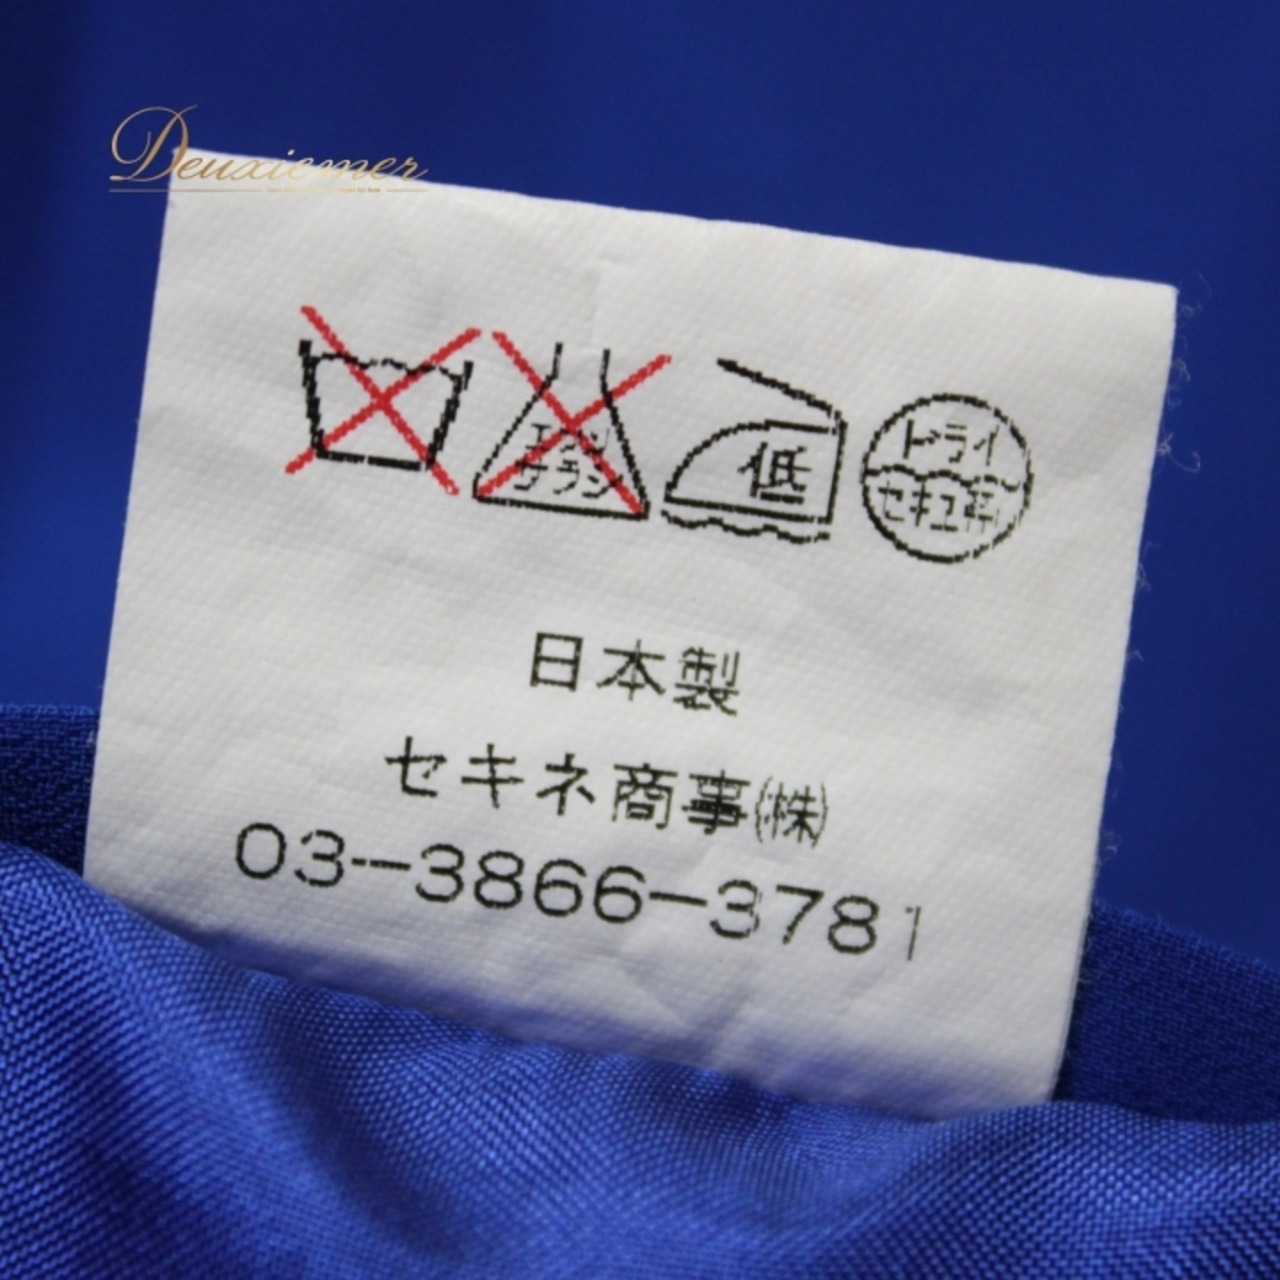 Deuxiemer
エンソ
サラシ
低
ドライ
セキユ系
日本製
セキネ商事㈱
03-3866-3781